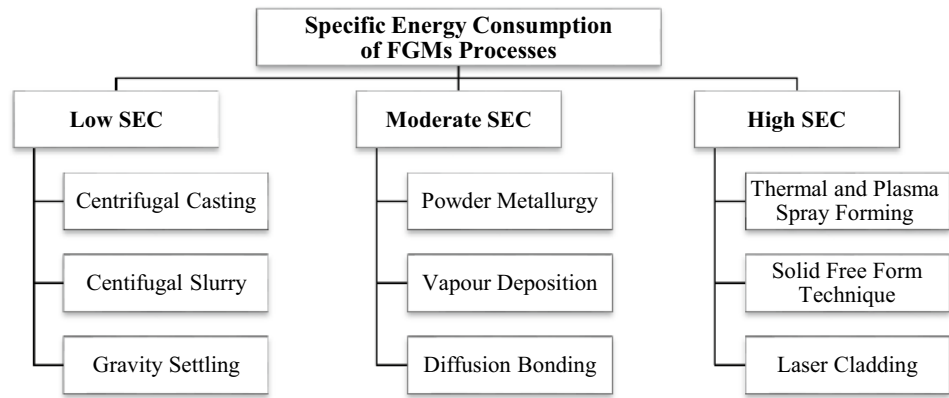 Specific Energy Consumption
of FGMs Processes
Low SEC
Moderate SEC
High SEC
Centrifugal Casting
Centifugal Slurry
Gravity Settling
Powder Metallurgy
Vapour Deposition
Diffusion Bonding
Thermal and Plasma
Spray Forming
Solid Free Form
Technique
Laser Cladding